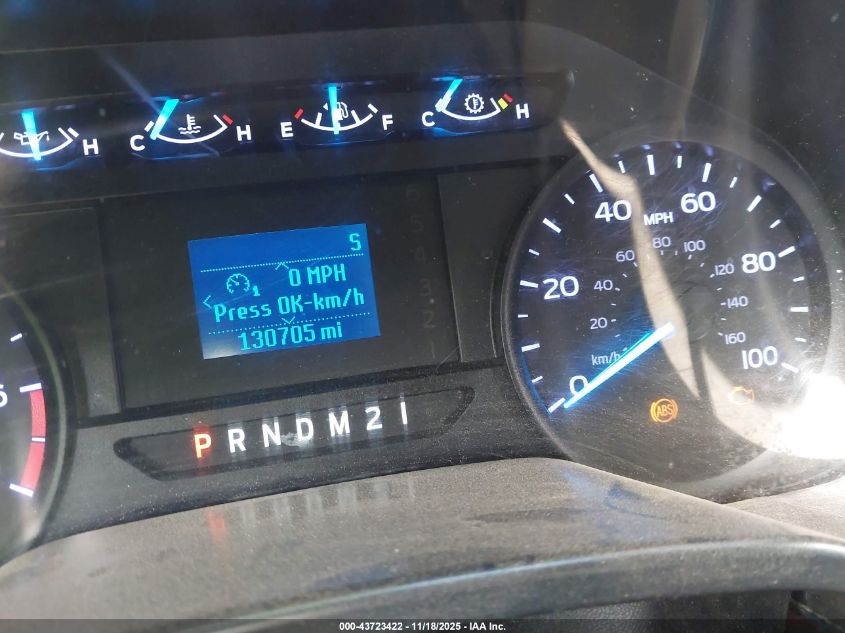 H
C H
E F
C H
S
0 MPH
1
Press OK-km/h
130705 mi
P R N D M 2 1
MPH
0 20 40 60 80 100
km/h
20 40 60 80 100 120 140 160
ABS
000-43723422 - 11/18/2025 - IAA Inc.